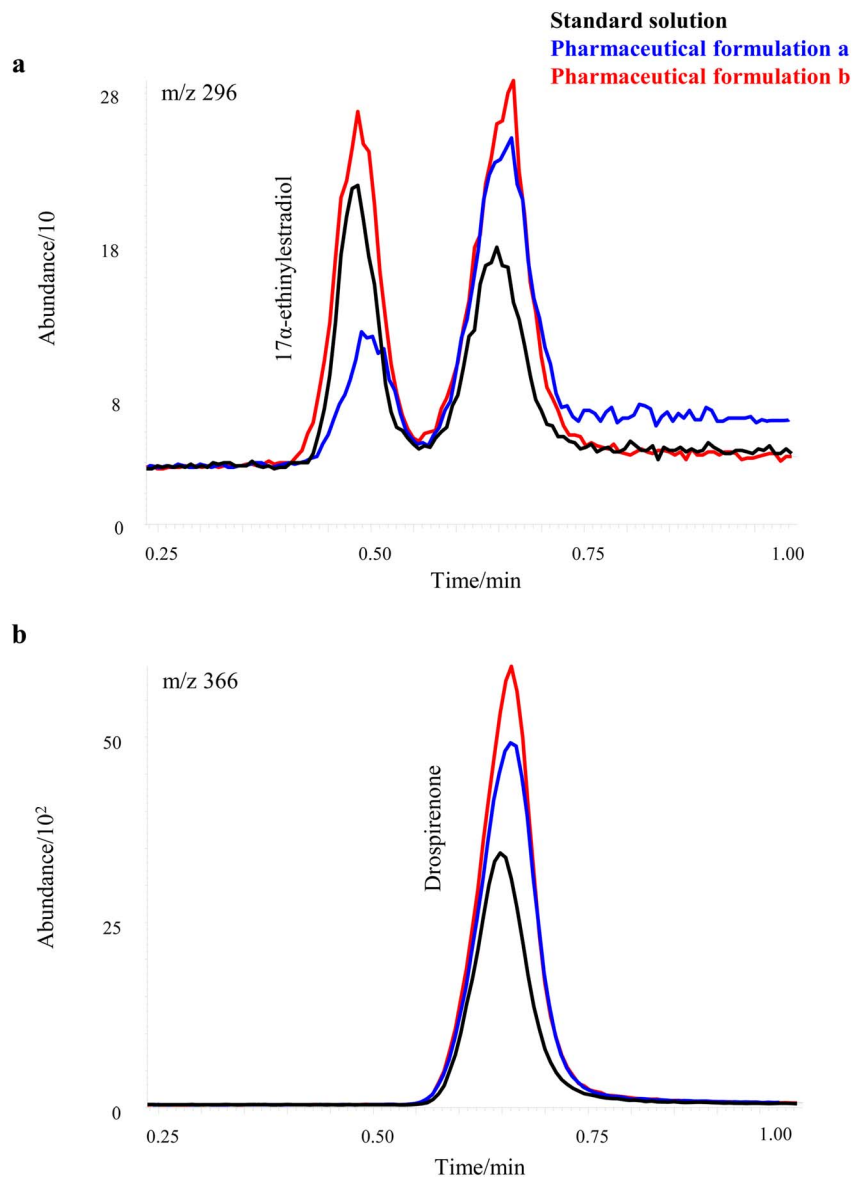 Standard solution
Pharmaceutical formulation a
Pharmaceutical formulation b
a
m/z 296
28
18
8
0
Abundance/10
17α-ethinylestradiol
0.25 0.50 0.75 1.00
Time/min
b
m/z 366
50
25
0
Abundance/10²
Drospirenone
0.25 0.50 0.75 1.00
Time/min